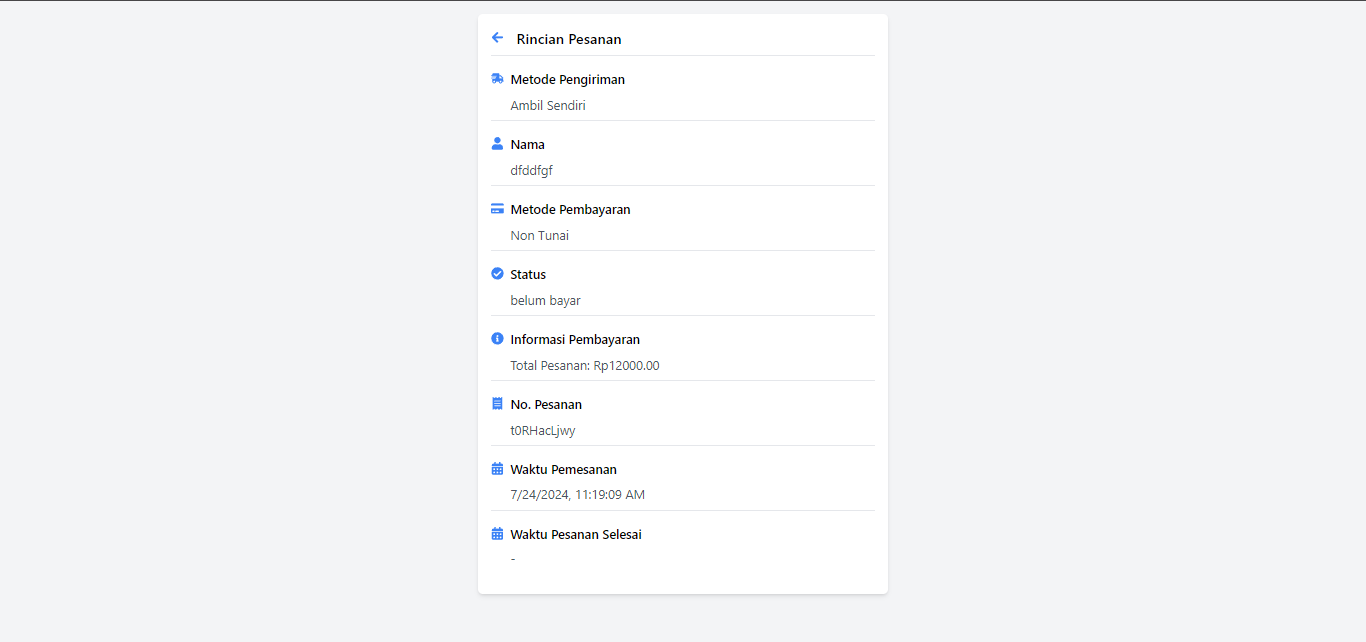 Rincian Pesanan
Metode Pengiriman
Ambil Sendiri
Nama
dfddfgf
Metode Pembayaran
Non Tunai
Status
belum bayar
Informasi Pembayaran
Total Pesanan: Rp12000.00
No. Pesanan
t0RHacLjwy
Waktu Pemesanan
7/24/2024, 11:19:09 AM
Waktu Pesanan Selesai
-